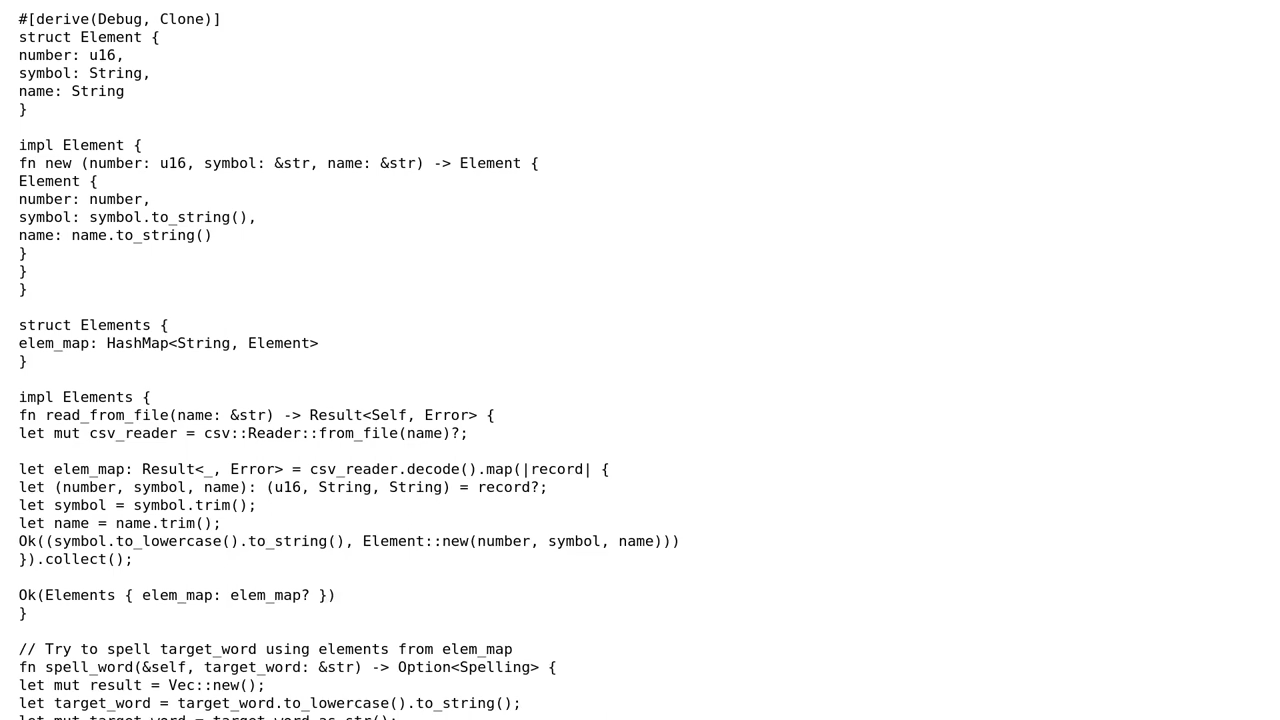 #[derive(Debug, Clone)]
struct Element {
number: u16,
symbol: String,
name: String
}

impl Element {
fn new (number: u16, symbol: &str, name: &str) -> Element {
Element {
number: number,
symbol: symbol.to_string(),
name: name.to_string()
}
}
}

struct Elements {
elem_map: HashMap<String, Element>
}

impl Elements {
fn read_from_file(name: &str) -> Result<Self, Error> {
let mut csv_reader = csv::Reader::from_file(name)?;

let elem_map: Result<_, Error> = csv_reader.decode().map(|record| {
let (number, symbol, name): (u16, String, String) = record?;
let symbol = symbol.trim();
let name = name.trim();
Ok((symbol.to_lowercase().to_string(), Element::new(number, symbol, name)))
}).collect();

Ok(Elements { elem_map: elem_map? })
}

// Try to spell target_word using elements from elem_map
fn spell_word(&self, target_word: &str) -> Option<Spelling> {
let mut result = Vec::new();
let target_word = target_word.to_lowercase().to_string();
let mut target_word = target_word.as_str();